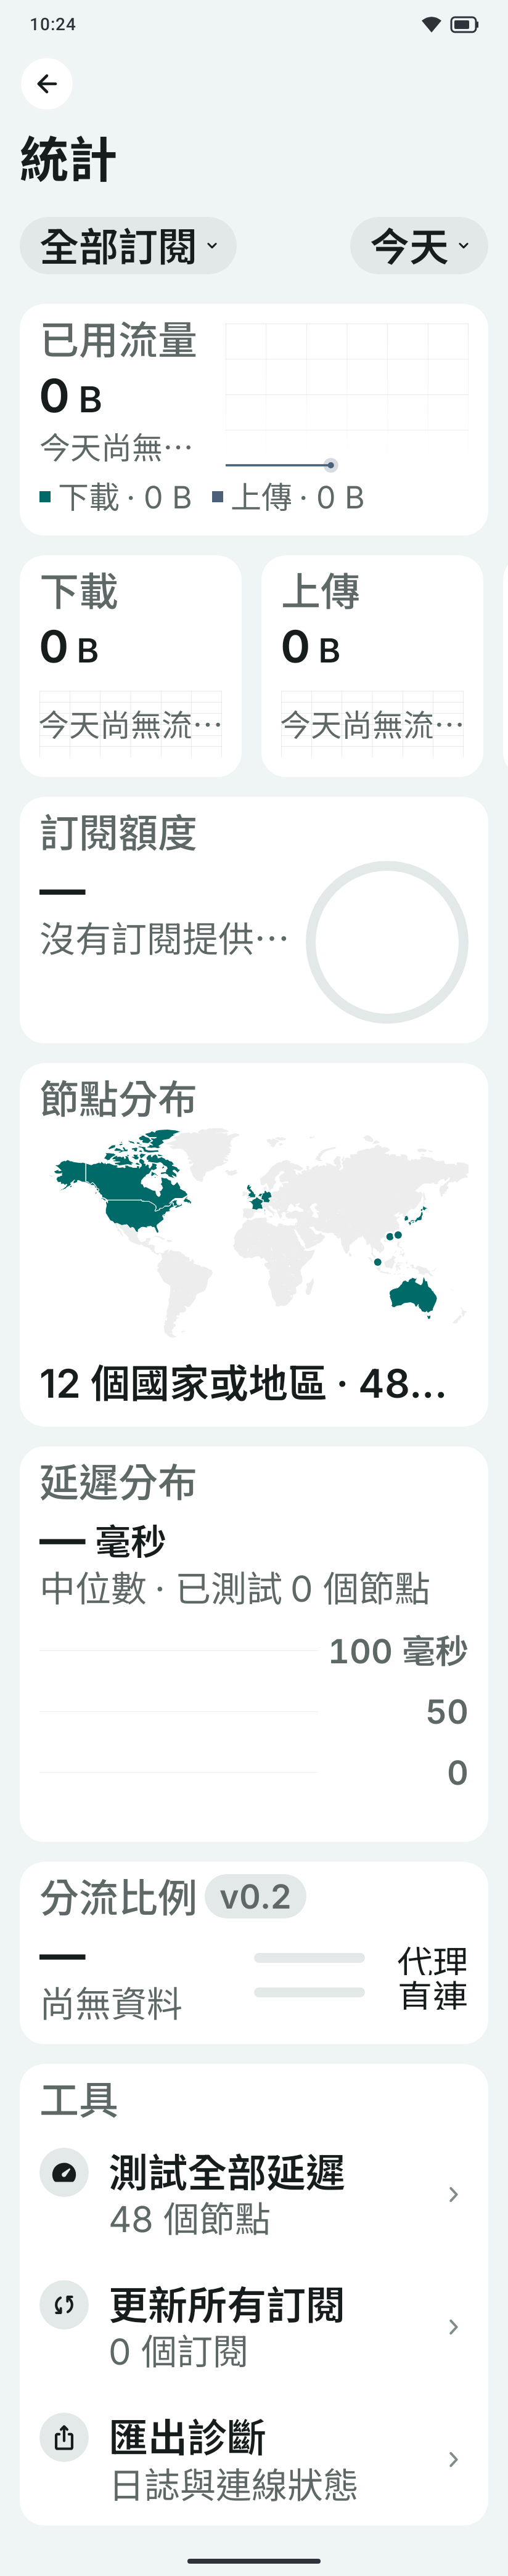 10:24
統計
全部訂閱
今天
已用流量
0 B
今天尚無…
下載 · 0 B
上傳 · 0 B
下載
0 B
今天尚無流…
上傳
0 B
今天尚無流…
訂閱額度
—
沒有訂閱提供…
節點分布
12 個國家或地區 · 48…
延遲分布
— 毫秒
中位數 · 已測試 0 個節點
100 毫秒
50
0
分流比例 v0.2
—
尚無資料
代理
直連
工具
測試全部延遲
48 個節點
更新所有訂閱
0 個訂閱
匯出診斷
日誌與連線狀態